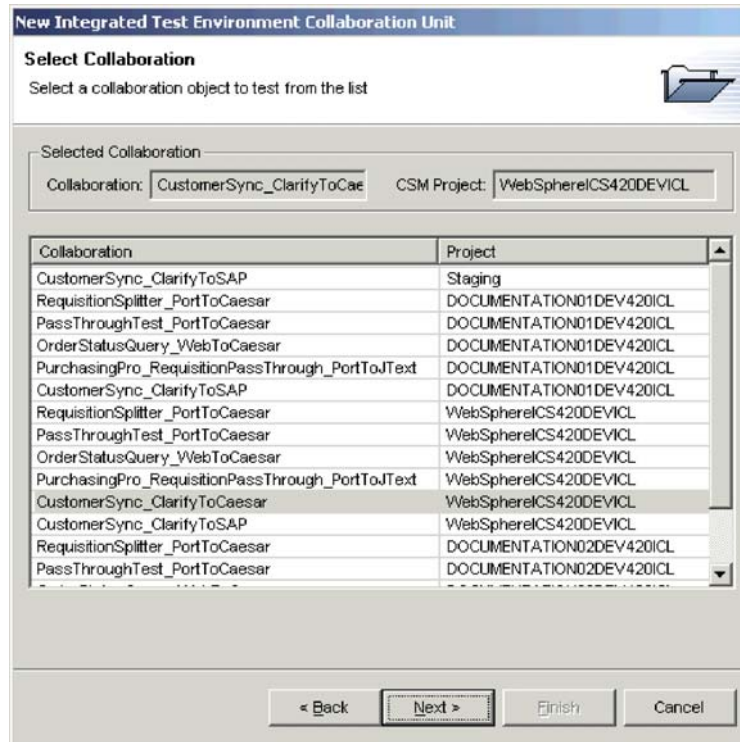 New Integrated Test Environment Collaboration Unit
Select Collaboration
Select a collaboration object to test from the list
Selected Collaboration
Collaboration: CustomerSync_ClarifyToCae CSM Project: WebSphereICS420DEVICL
Collaboration Project
CustomerSync_ClarifyToSAP Staging
RequisitionSplitter_PortToCaesar DOCUMENTATION01DEV420ICL
PassThroughTest_PortToCaesar DOCUMENTATION01DEV420ICL
OrderStatusQuery_WebToCaesar DOCUMENTATION01DEV420ICL
PurchasingPro_RequisitionPassThrough_PortToJText DOCUMENTATION01DEV420ICL
CustomerSync_ClarifyToSAP DOCUMENTATION01DEV420ICL
RequisitionSplitter_PortToCaesar WebSphereICS420DEVICL
PassThroughTest_PortToCaesar WebSphereICS420DEVICL
OrderStatusQuery_WebToCaesar WebSphereICS420DEVICL
PurchasingPro_RequisitionPassThrough_PortToJText WebSphereICS420DEVICL
CustomerSync_ClarifyToCaesar WebSphereICS420DEVICL
CustomerSync_ClarifyToSAP WebSphereICS420DEVICL
RequisitionSplitter_PortToCaesar DOCUMENTATION02DEV420ICL
PassThroughTest_PortToCaesar DOCUMENTATION02DEV420ICL
< Back Next > Finish Cancel